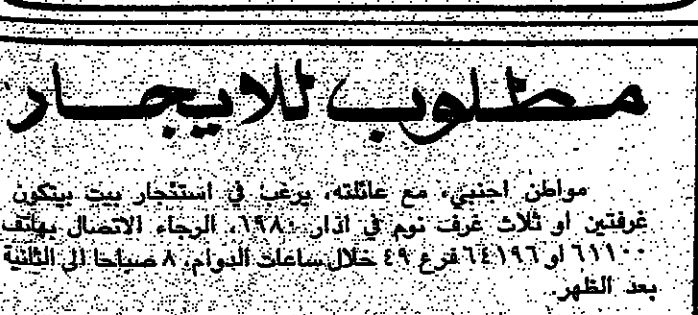 مطلوب للايجار
مواطن اجنبي، مع عائلته، يرغب في استئجار بيت يتكون
غرفتين او ثلاث غرف نوم في اذار ١٩٨٠، الرجاء الاتصال بهاتف
٦١١٠٠ او ٦٤١٩٦ فرع ٤٩ خلال ساعات الدوام، ٨ صباحا الى الثانية
بعد الظهر.